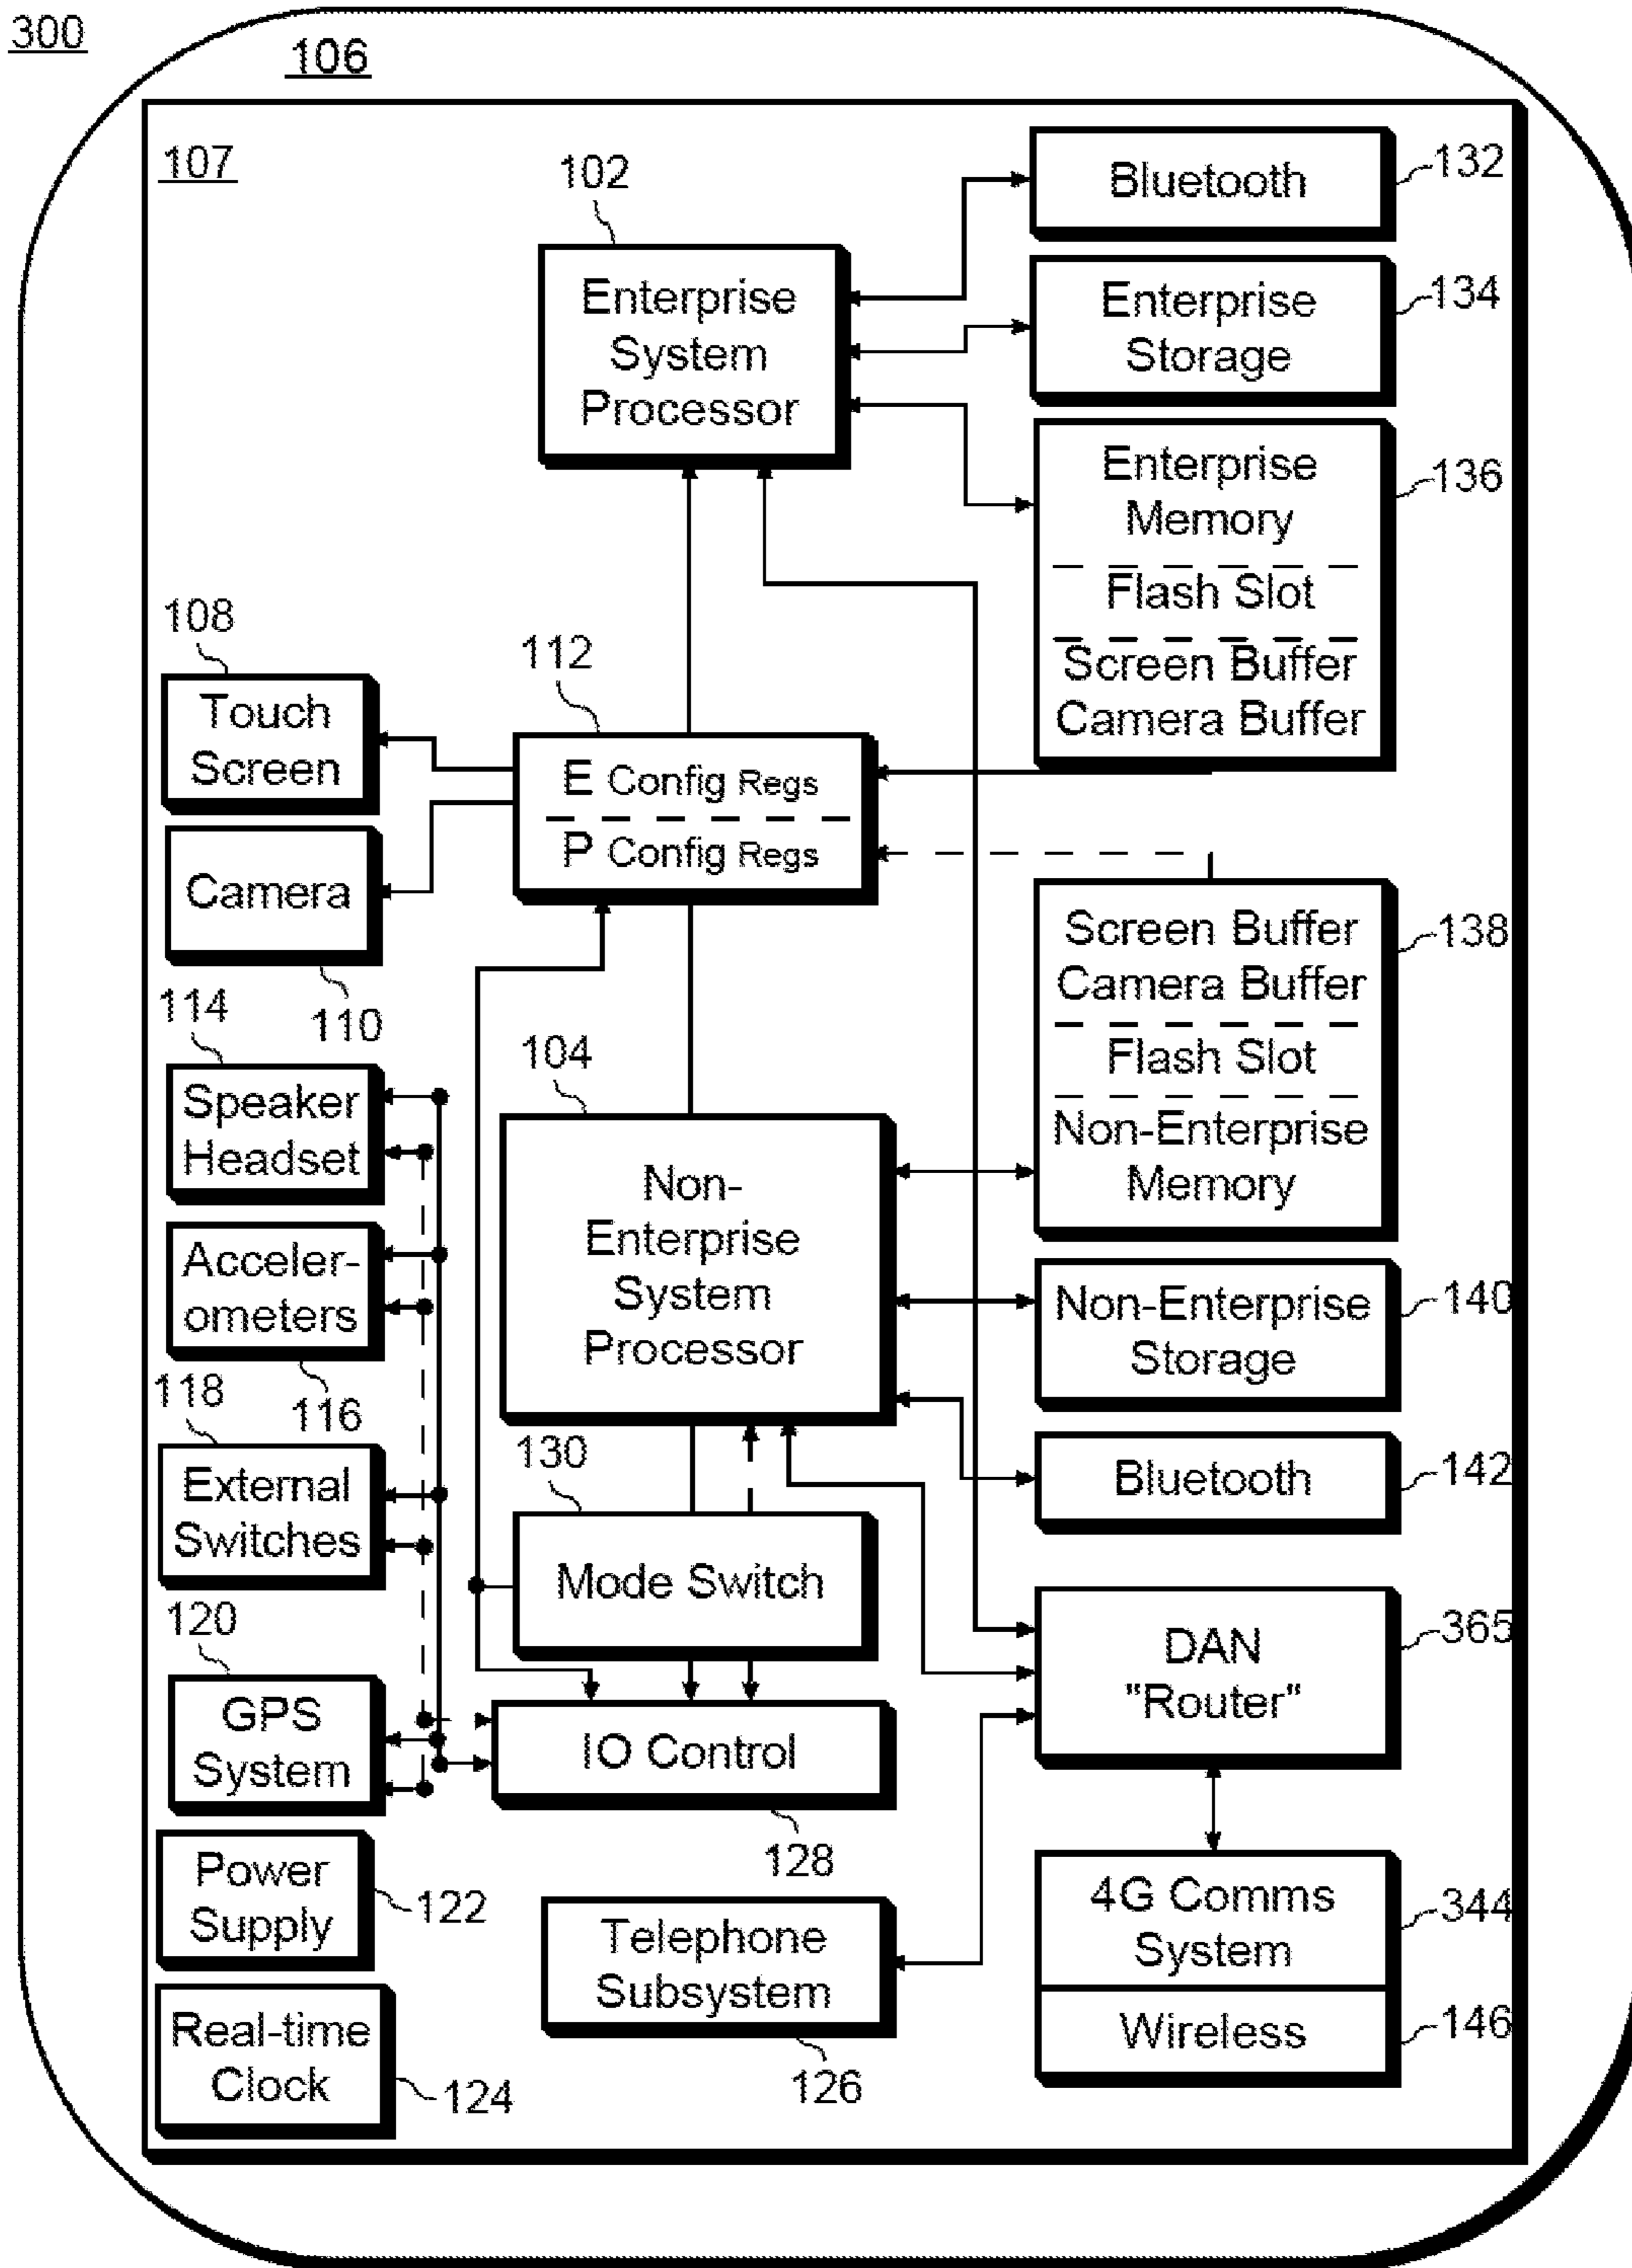 300
106
107
102
Enterprise
System
Processor
Bluetooth
132
Enterprise
Storage
134
Enterprise
Memory
Flash Slot
Screen Buffer
Camera Buffer
136
108
Touch
Screen
112
E Config Regs
P Config Regs
Camera
110
Screen Buffer
Camera Buffer
Flash Slot
Non-Enterprise
Memory
138
114
Speaker
Headset
104
Non-
Enterprise
System
Processor
Acceler-
ometers
116
Non-Enterprise
Storage
140
118
External
Switches
130
Mode Switch
Bluetooth
142
120
GPS
System
IO Control
128
DAN
"Router"
365
Power
Supply
122
Telephone
Subsystem
126
4G Comms
System
344
Wireless
146
Real-time
Clock
124